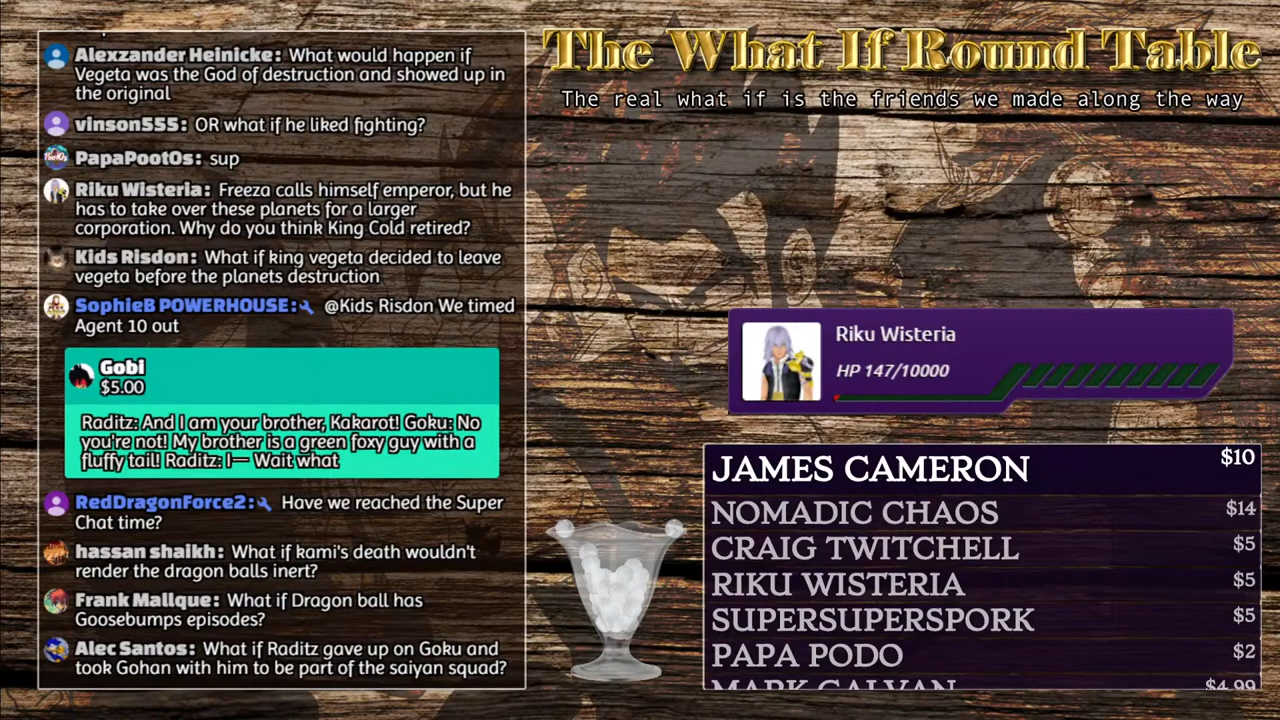 The What If Round Table
The real what if is the friends we made along the way
Alexzander Heinicke: What would happen if
Vegeta was the God of destruction and showed up in
the original
vinson555: OR what if he liked fighting?
PapaPootOs: sup
Riku Wisteria: Freeza calls himself emperor, but he
has to take over these planets for a larger
corporation. Why do you think King Cold retired?
Kids Risdon: What if king vegeta decided to leave
vegeta before the planets destruction
SophieB POWERHOUSE: @Kids Risdon We timed
Agent 10 out
Gobi
$5.00
Raditz: And I am your brother, Kakarot! Goku: No
you're not! My brother is a green foxy guy with a
fluffy tail! Raditz: I— Wait what
RedDragonForce2: Have we reached the Super
Chat time?
hassan shaikh: What if kami's death wouldn't
render the dragon balls inert?
Frank Mallque: What if Dragon ball has
Goosebumps episodes?
Alec Santos: What if Raditz gave up on Goku and
took Gohan with him to be part of the saiyan squad?
Riku Wisteria
HP 147/10000
JAMES CAMERON $10
NOMADIC CHAOS $14
CRAIG TWITCHELL $5
RIKU WISTERIA $5
SUPERSUPERSPORK $5
PAPA PODO $2
MARK GALVAN $4.99